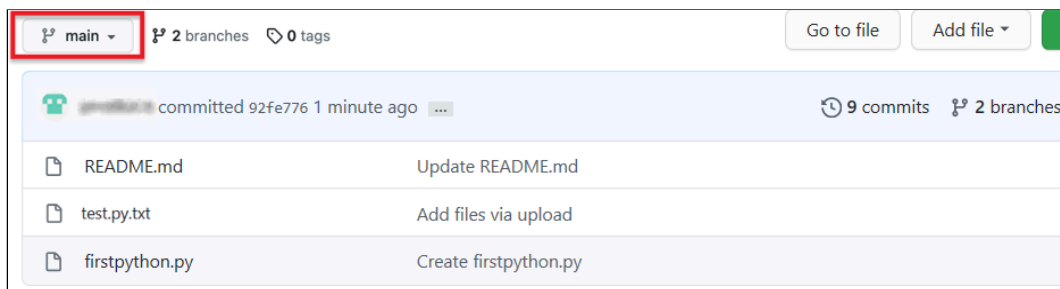 main 2 branches 0 tags Go to file Add file
committed 92fe776 1 minute ago ... 9 commits 2 branches
README.md Update README.md
test.py.txt Add files via upload
firstpython.py Create firstpython.py